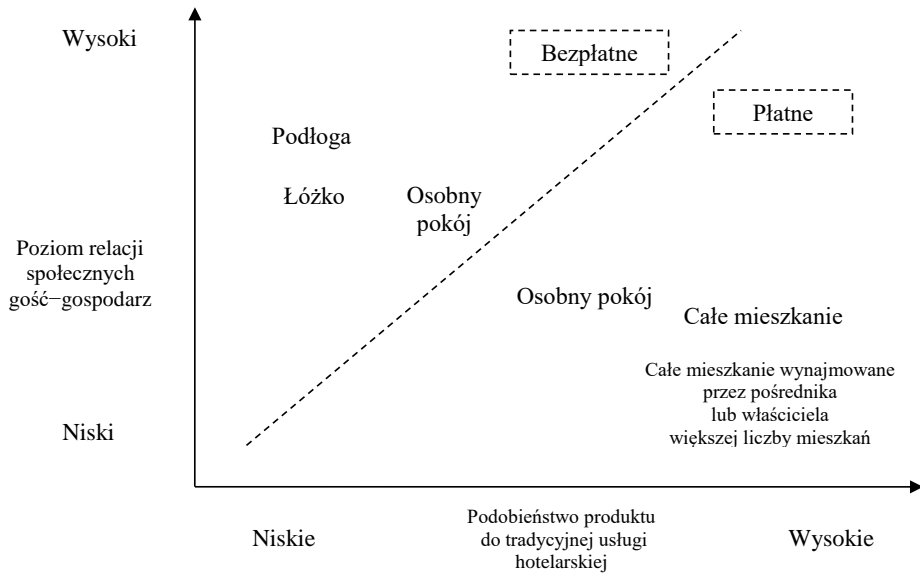 Wysoki
Bezpłatne
Płatne
Podłoga
Łóżko
Osobny
pokój
Poziom relacji
społecznych
gość−gospodarz
Osobny pokój
Całe mieszkanie
Całe mieszkanie wynajmowane
przez pośrednika
lub właściciela
większej liczby mieszkań
Niski
Niskie
Podobieństwo produktu
do tradycyjnej usługi
hotelarskiej
Wysokie